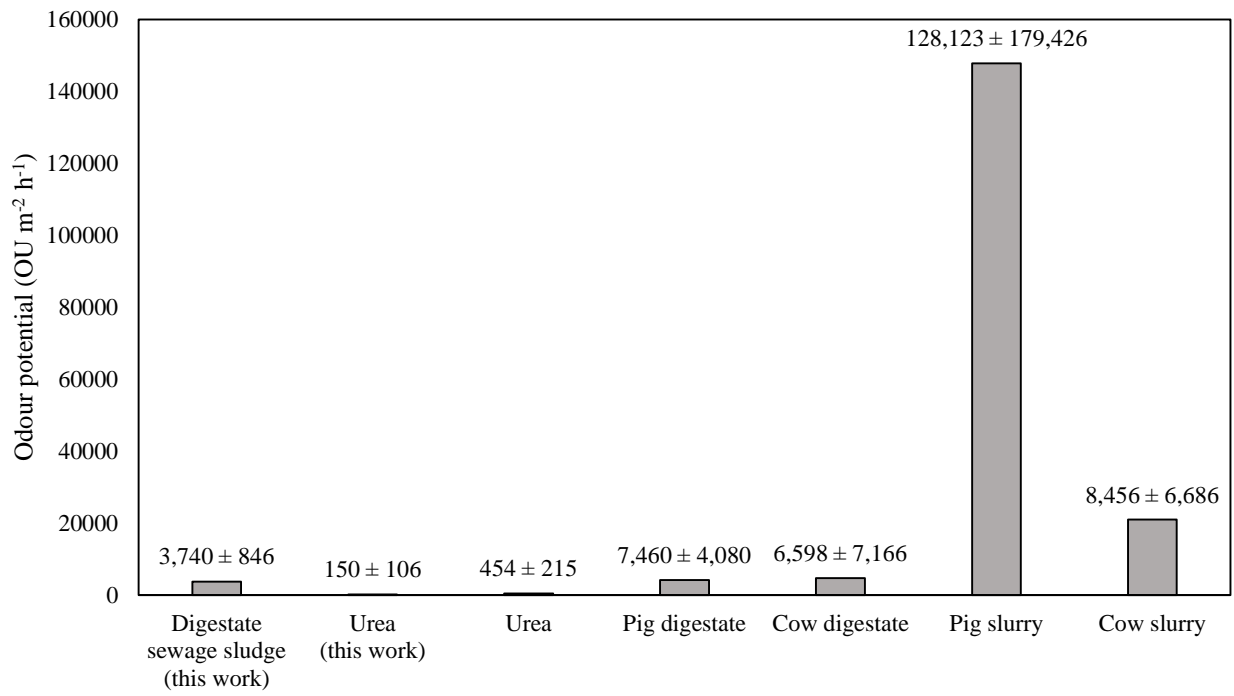 Odour potential (OU m-2 h-1)
160000
140000
120000
100000
80000
60000
40000
20000
0
128,123 ± 179,426
8,456 ± 6,686
3,740 ± 846
150 ± 106
454 ± 215
7,460 ± 4,080
6,598 ± 7,166
Digestate
sewage sludge
(this work)
Urea
(this work)
Urea
Pig digestate
Cow digestate
Pig slurry
Cow slurry